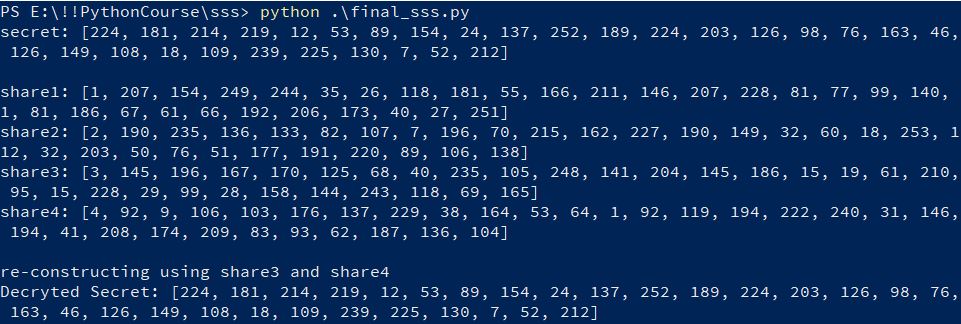 PS E:\!!PythonCourse\sss> python .\final_sss.py
secret: [224, 181, 214, 219, 12, 53, 89, 154, 24, 137, 252, 189, 224, 203, 126, 98, 76, 163, 46,
126, 149, 108, 18, 109, 239, 225, 130, 7, 52, 212]
share1: [1, 207, 154, 249, 244, 35, 26, 118, 181, 55, 166, 211, 146, 207, 228, 81, 77, 99, 140,
1, 81, 186, 67, 61, 66, 192, 206, 173, 40, 27, 251]
share2: [2, 190, 235, 136, 133, 82, 107, 7, 196, 70, 215, 162, 227, 190, 149, 32, 60, 18, 253, 1
12, 32, 203, 50, 76, 51, 177, 191, 220, 89, 106, 138]
share3: [3, 145, 196, 167, 170, 125, 68, 40, 235, 105, 248, 141, 204, 145, 186, 15, 19, 61, 210,
95, 15, 228, 29, 99, 28, 158, 144, 243, 118, 69, 165]
share4: [4, 92, 9, 106, 103, 176, 137, 229, 38, 164, 53, 64, 1, 92, 119, 194, 222, 240, 31, 146,
194, 41, 208, 174, 209, 83, 93, 62, 187, 136, 104]
re-constructing using share3 and share4
Decryted Secret: [224, 181, 214, 219, 12, 53, 89, 154, 24, 137, 252, 189, 224, 203, 126, 98, 76,
163, 46, 126, 149, 108, 18, 109, 239, 225, 130, 7, 52, 212]